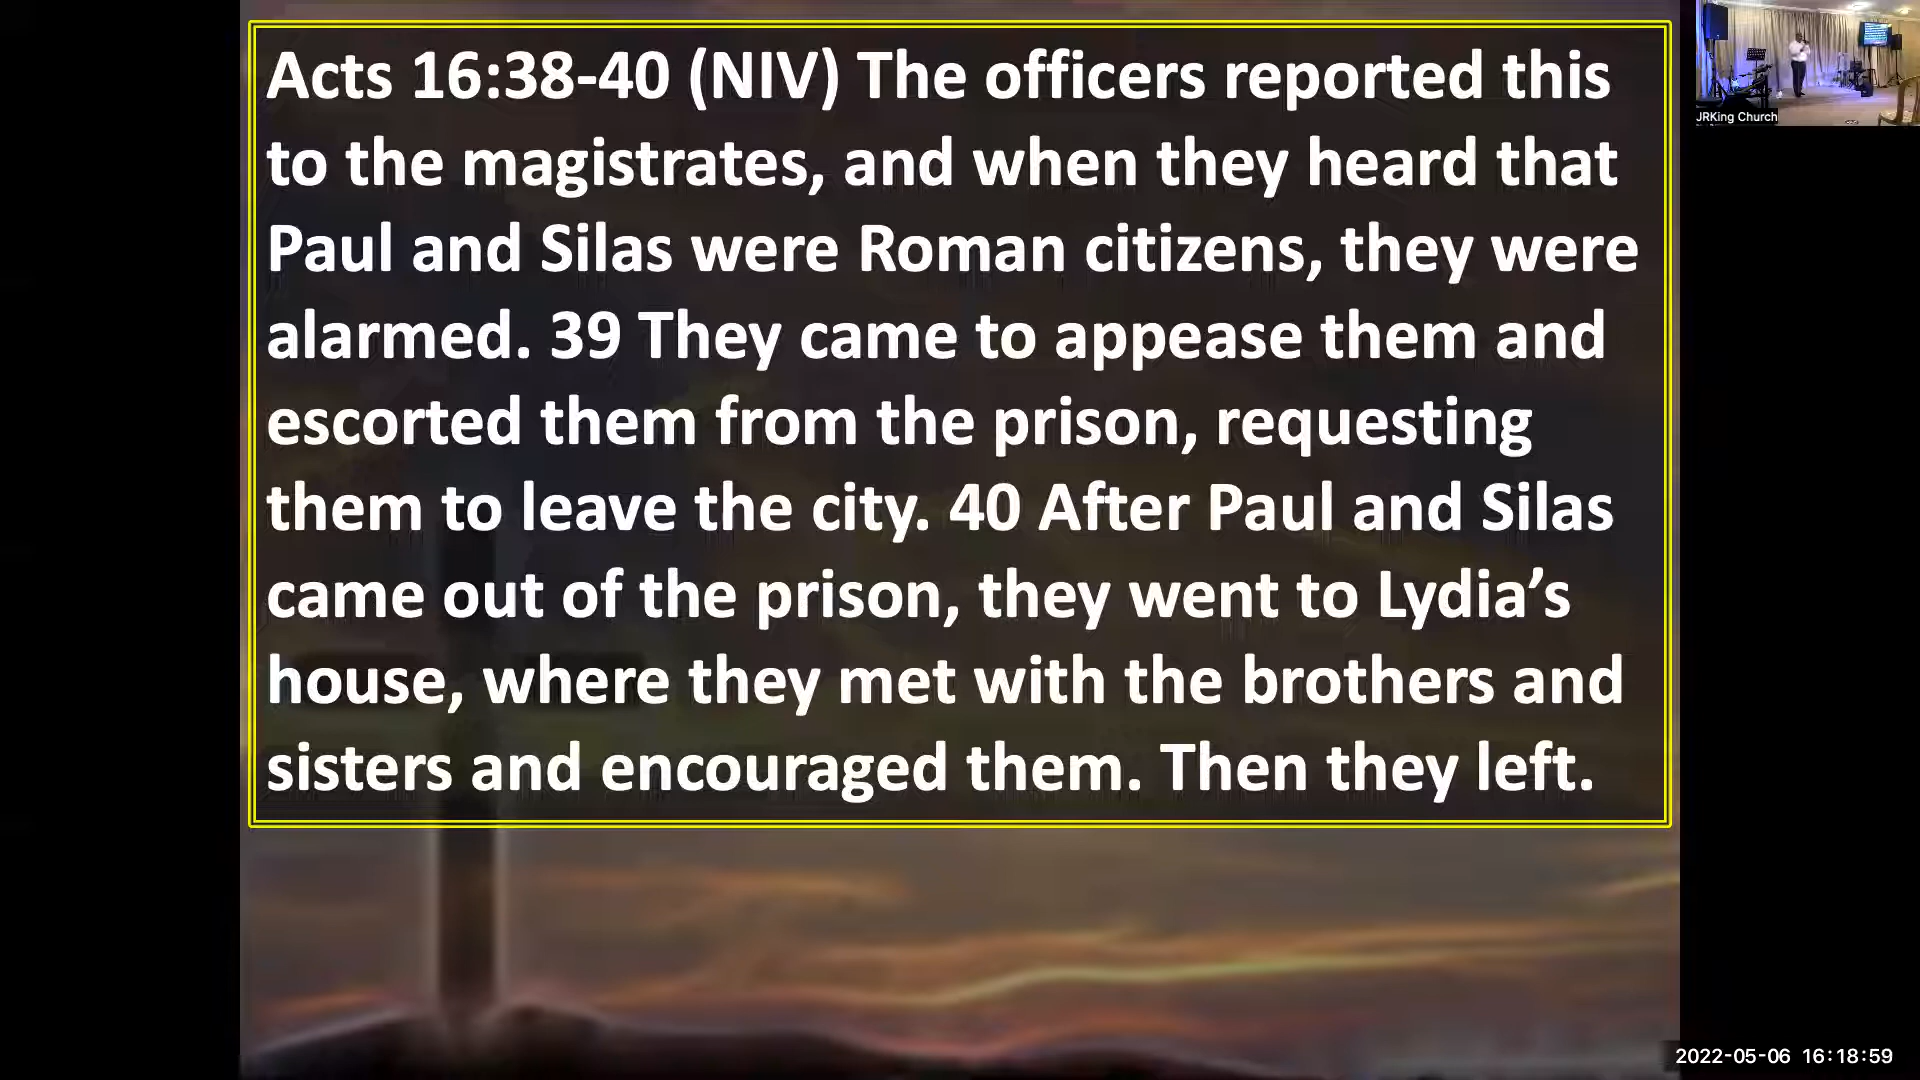 Acts 16:38-40 (NIV) The officers reported this
to the magistrates, and when they heard that
Paul and Silas were Roman citizens, they were
alarmed. 39 They came to appease them and
escorted them from the prison, requesting
them to leave the city. 40 After Paul and Silas
came out of the prison, they went to Lydia’s
house, where they met with the brothers and
sisters and encouraged them. Then they left.
JRKing Church
2022-05-06 16:18:59